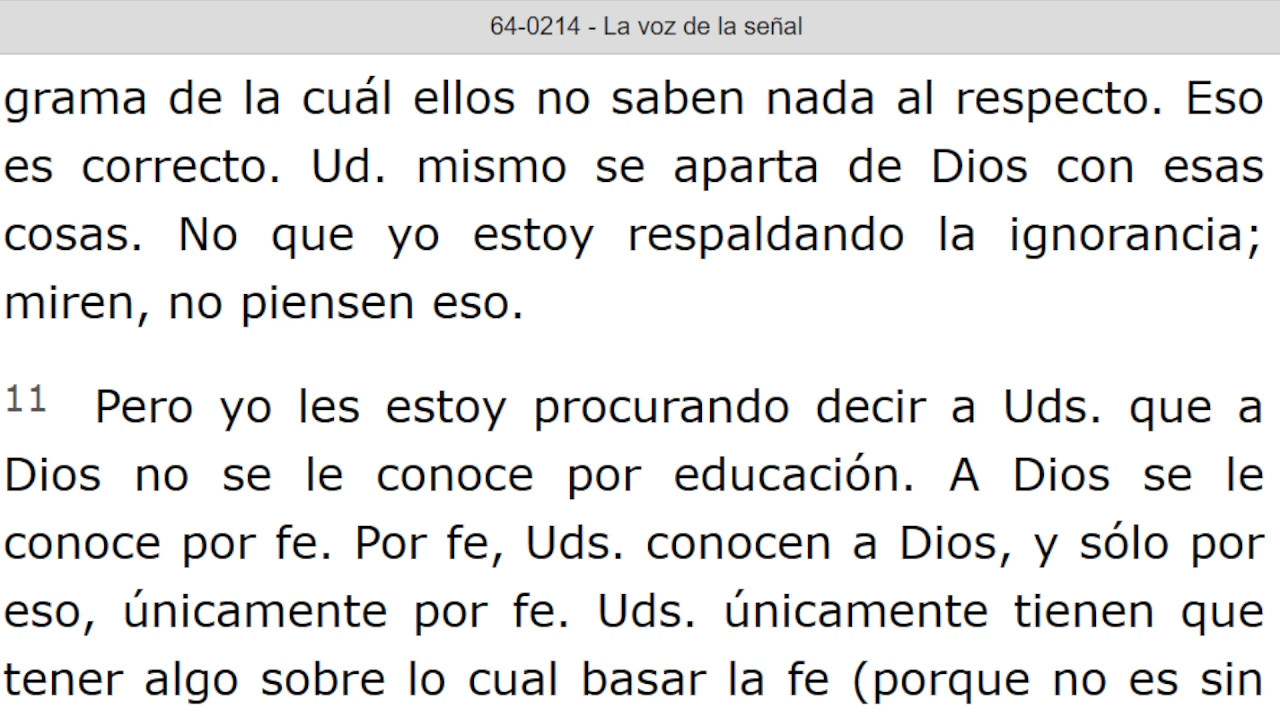 64-0214 - La voz de la señal
grama de la cuál ellos no saben nada al respecto. Eso
es correcto. Ud. mismo se aparta de Dios con esas
cosas. No que yo estoy respaldando la ignorancia;
miren, no piensen eso.
11 Pero yo les estoy procurando decir a Uds. que a
Dios no se le conoce por educación. A Dios se le
conoce por fe. Por fe, Uds. conocen a Dios, y sólo por
eso, únicamente por fe. Uds. únicamente tienen que
tener algo sobre lo cual basar la fe (porque no es sin